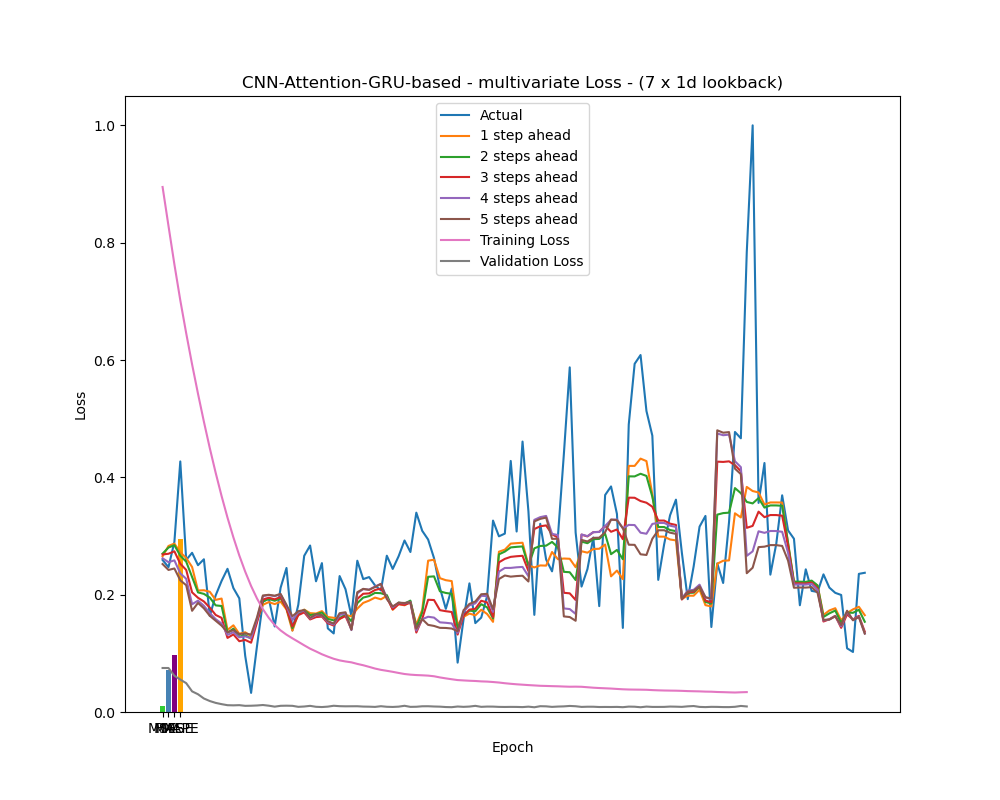 CNN-Attention-GRU-based - multivariate Loss - (7 x 1d lookback)
Actual
1 step ahead
2 steps ahead
3 steps ahead
4 steps ahead
5 steps ahead
Training Loss
Validation Loss
1.0
0.8
0.6
0.4
0.2
0.0
Loss
Epoch